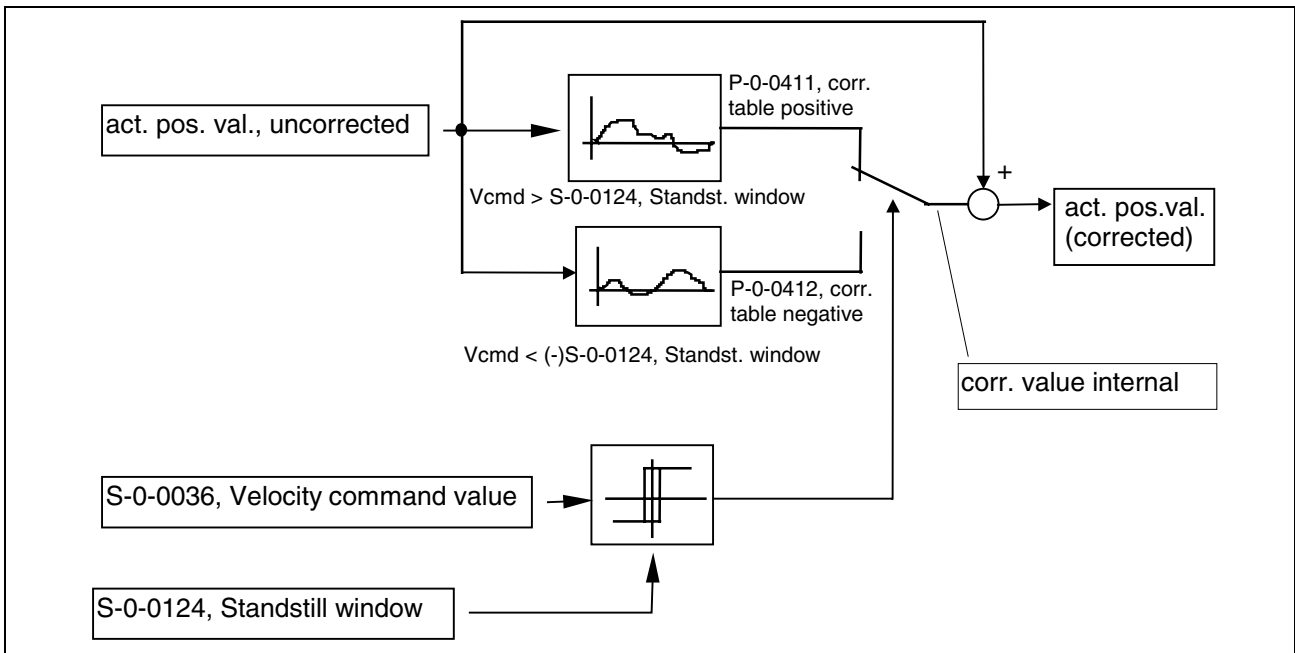 P-0-0411, corr.
table positive
act. pos. val., uncorrected
+
Vcmd > S-0-0124, Standst. window
act. pos.val.
(corrected)
P-0-0412, corr.
table negative
Vcmd < (-)S-0-0124, Standst. window
corr. value internal
S-0-0036, Velocity command value
S-0-0124, Standstill window